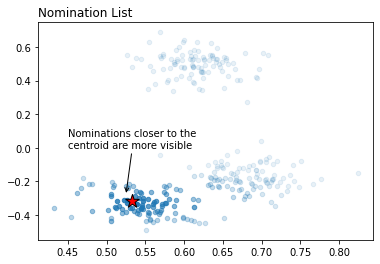 Nomination List
0.6
0.4
0.2
0.0
−0.2
−0.4
Nominations closer to the
centroid are more visible
0.45 0.50 0.55 0.60 0.65 0.70 0.75 0.80